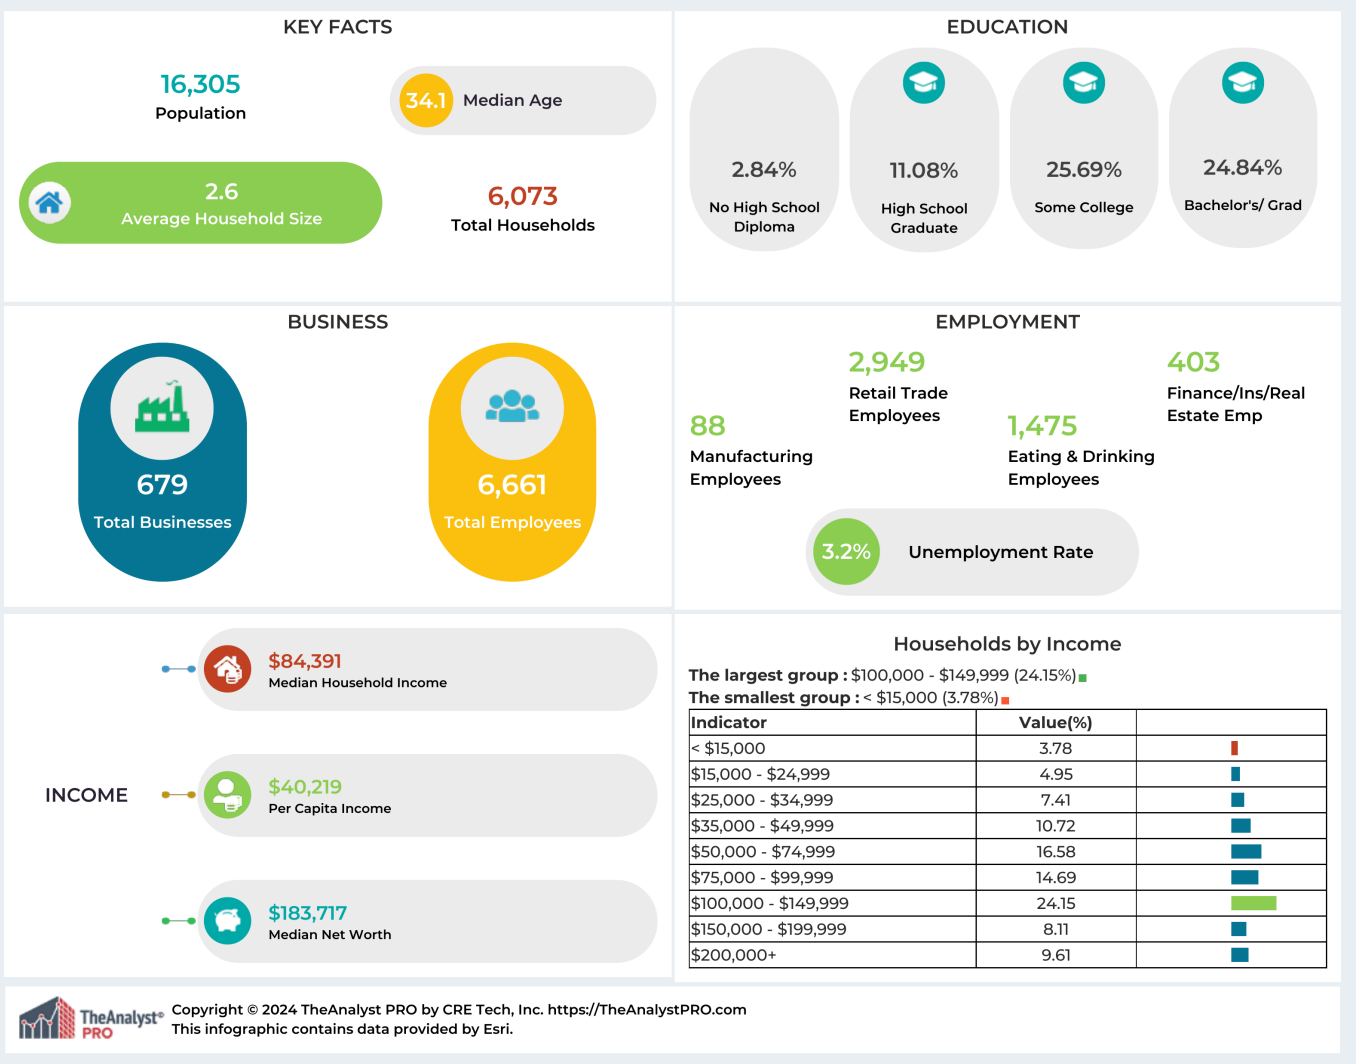 KEY FACTS
16,305
Population
34.1 Median Age
2.6
Average Household Size
6,073
Total Households
EDUCATION
2.84%
No High School
Diploma
11.08%
High School
Graduate
25.69%
Some College
24.84%
Bachelor's/ Grad
BUSINESS
679
Total Businesses
6,661
Total Employees
EMPLOYMENT
88
Manufacturing
Employees
2,949
Retail Trade
Employees
1,475
Eating & Drinking
Employees
403
Finance/Ins/Real
Estate Emp
3.2% Unemployment Rate
INCOME
$84,391
Median Household Income
$40,219
Per Capita Income
$183,717
Median Net Worth
Households by Income
The largest group : $100,000 - $149,999 (24.15%)
The smallest group : < $15,000 (3.78%)
Indicator Value(%)
< $15,000 3.78
$15,000 - $24,999 4.95
$25,000 - $34,999 7.41
$35,000 - $49,999 10.72
$50,000 - $74,999 16.58
$75,000 - $99,999 14.69
$100,000 - $149,999 24.15
$150,000 - $199,999 8.11
$200,000+ 9.61
TheAnalyst®
PRO
Copyright © 2024 TheAnalyst PRO by CRE Tech, Inc. https://TheAnalystPRO.com
This infographic contains data provided by Esri.